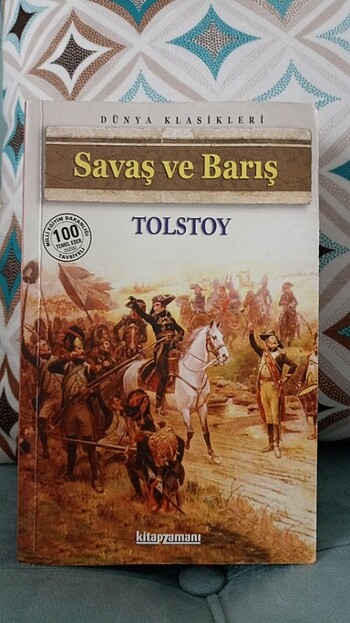 DÜNYA KLASİKLERİ
Savaş ve Barış
TOLSTOY
MİLLİ EĞİTİM BAKANLIĞI
100
TEMEL ESER
TAVSİYELİ
kitapzamanı